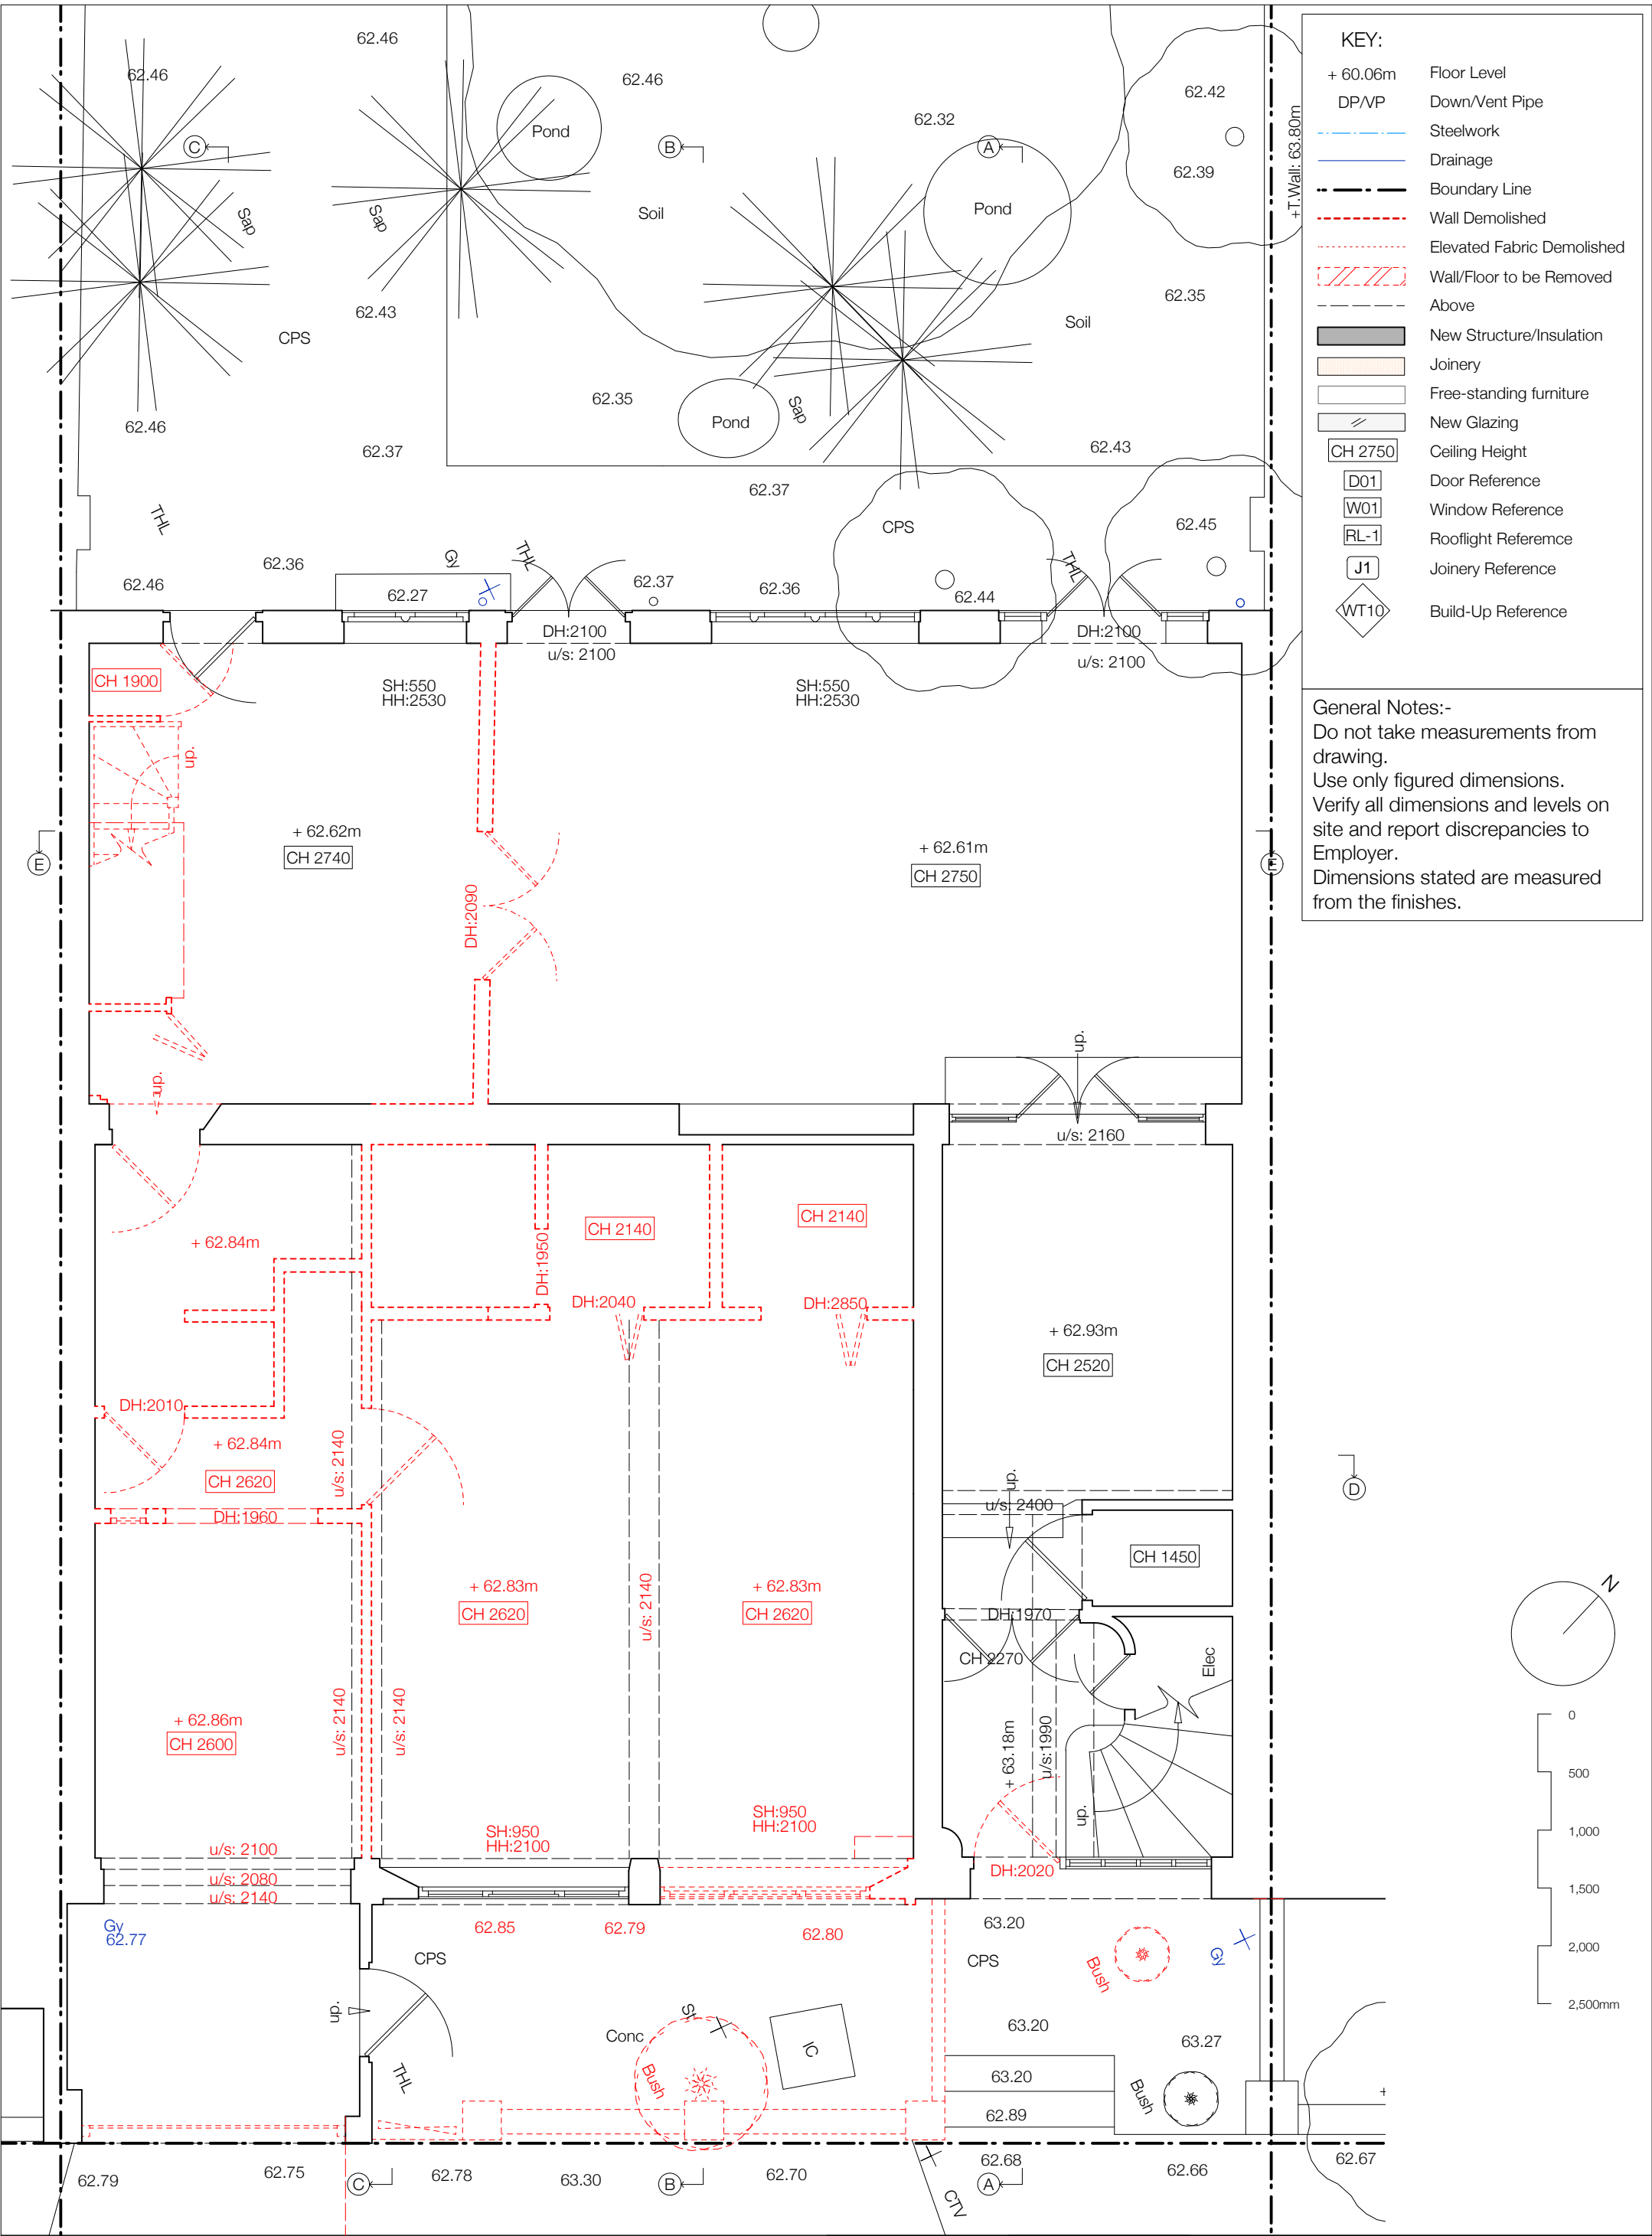 62.46
62.46
62.46
62.42
62.32
+T.Wall: 63.80m
Pond
C
B
A
62.39
Sap
Sap
Soil
Pond
62.43
62.35
CPS
Soil
62.35
Sap
Pond
62.46
62.37
62.43
62.37
THL
CPS
62.45
62.36
Gy
THL
THL
62.46
62.27
62.37
62.36
62.44
DH:2100
u/s: 2100
DH:2100
u/s: 2100
CH 1900
SH:550
HH:2530
SH:550
HH:2530
up.
+ 62.62m
CH 2740
+ 62.61m
CH 2750
E
E
DH:2090
up.
up.
u/s: 2160
+ 62.84m
CH 2140
CH 2140
DH:1950
DH:2040
DH:2850
+ 62.93m
CH 2520
DH:2010
+ 62.84m
CH 2620
u/s: 2140
DH:1960
up.
u/s: 2400
D
CH 1450
+ 62.83m
CH 2620
u/s: 2140
+ 62.83m
CH 2620
DH:1970
CH 2270
Elec
+ 62.86m
CH 2600
u/s: 2140
u/s: 2140
+ 63.18m
u/s:1990
up.
SH:950
HH:2100
SH:950
HH:2100
u/s: 2100
u/s: 2080
u/s: 2140
DH:2020
Gy
62.77
62.85
62.79
62.80
63.20
CPS
CPS
Bush
Gy
up.
St
Conc
IC
63.20
63.27
THL
Bush
63.20
Bush
62.89
62.79
62.75
C
62.78
63.30
B
62.70
62.68
A
62.66
62.67
CTV
KEY:
+ 60.06m Floor Level
DP/VP Down/Vent Pipe
Steelwork
Drainage
Boundary Line
Wall Demolished
Elevated Fabric Demolished
Wall/Floor to be Removed
Above
New Structure/Insulation
Joinery
Free-standing furniture
New Glazing
CH 2750 Ceiling Height
D01 Door Reference
W01 Window Reference
RL-1 Rooflight Referemce
J1 Joinery Reference
WT10 Build-Up Reference
General Notes:-
Do not take measurements from
drawing.
Use only figured dimensions.
Verify all dimensions and levels on
site and report discrepancies to
Employer.
Dimensions stated are measured
from the finishes.
N
0
500
1,000
1,500
2,000
2,500mm